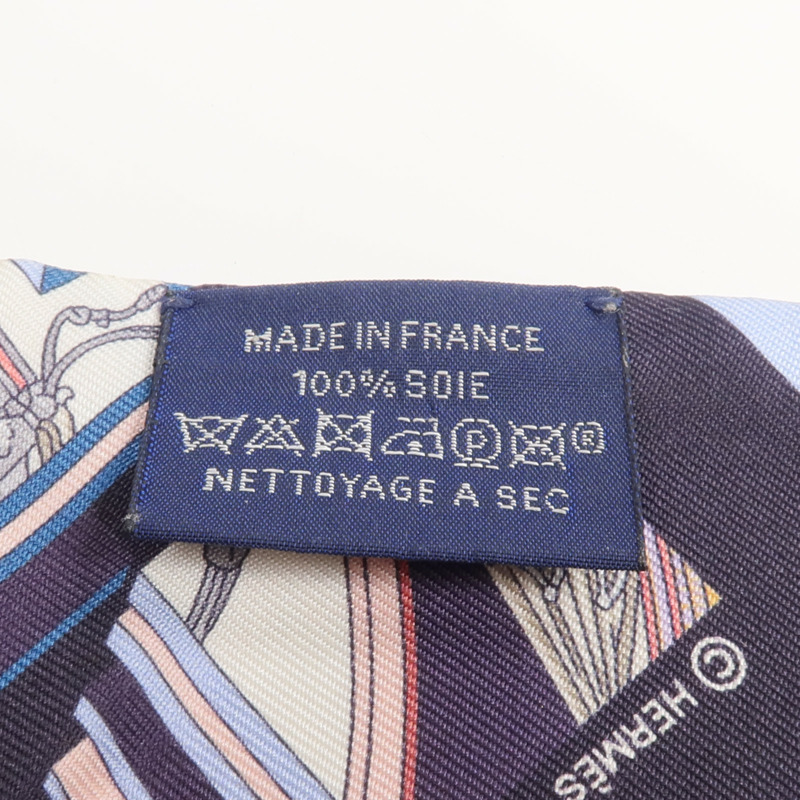 MADE IN FRANCE
100% SOIE
P ®
NETTOYAGE A SEC
© HERMÈS